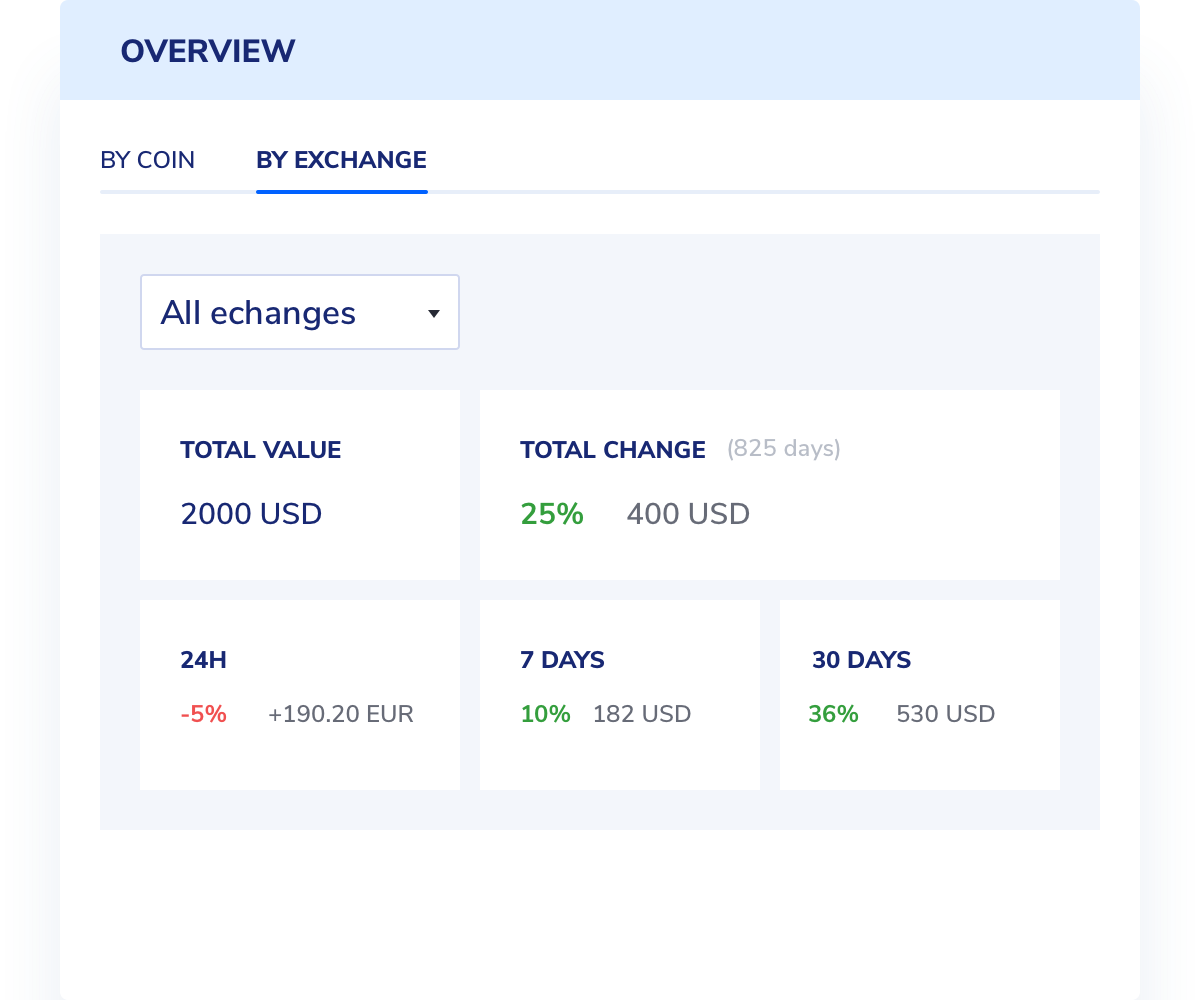 OVERVIEW
BY COIN BY EXCHANGE
All echanges
TOTAL VALUE
2000 USD
TOTAL CHANGE (825 days)
25% 400 USD
24H
-5% +190.20 EUR
7 DAYS
10% 182 USD
30 DAYS
36% 530 USD